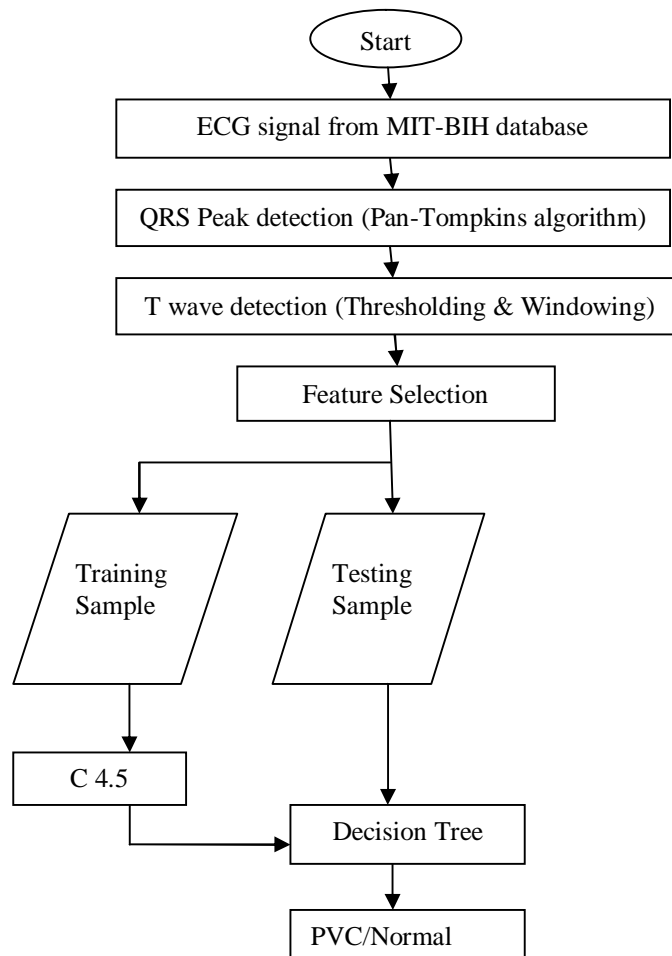 Start
ECG signal from MIT-BIH database
QRS Peak detection (Pan-Tompkins algorithm)
T wave detection (Thresholding & Windowing)
Feature Selection
Training
Sample
Testing
Sample
C 4.5
Decision Tree
PVC/Normal